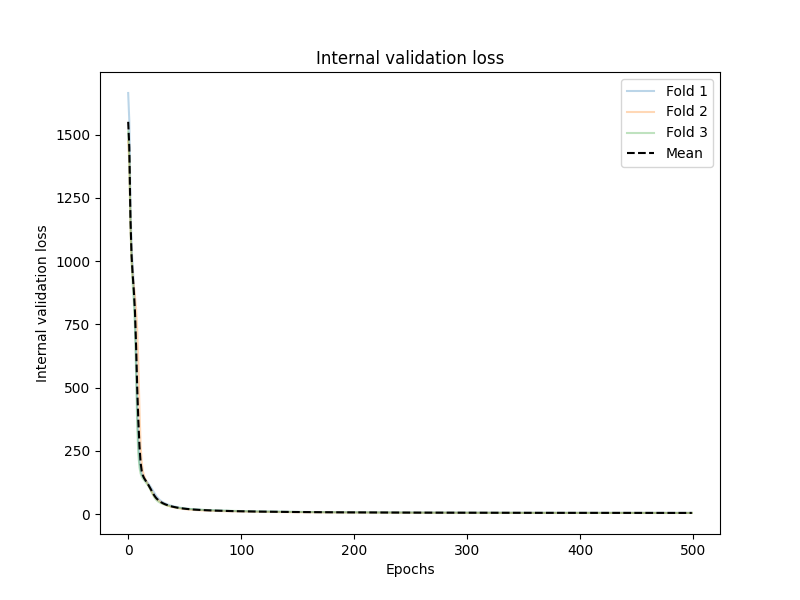 Internal validation loss
Fold 1
Fold 2
Fold 3
Mean
Internal validation loss
1500
1250
1000
750
500
250
0
0 100 200 300 400 500
Epochs